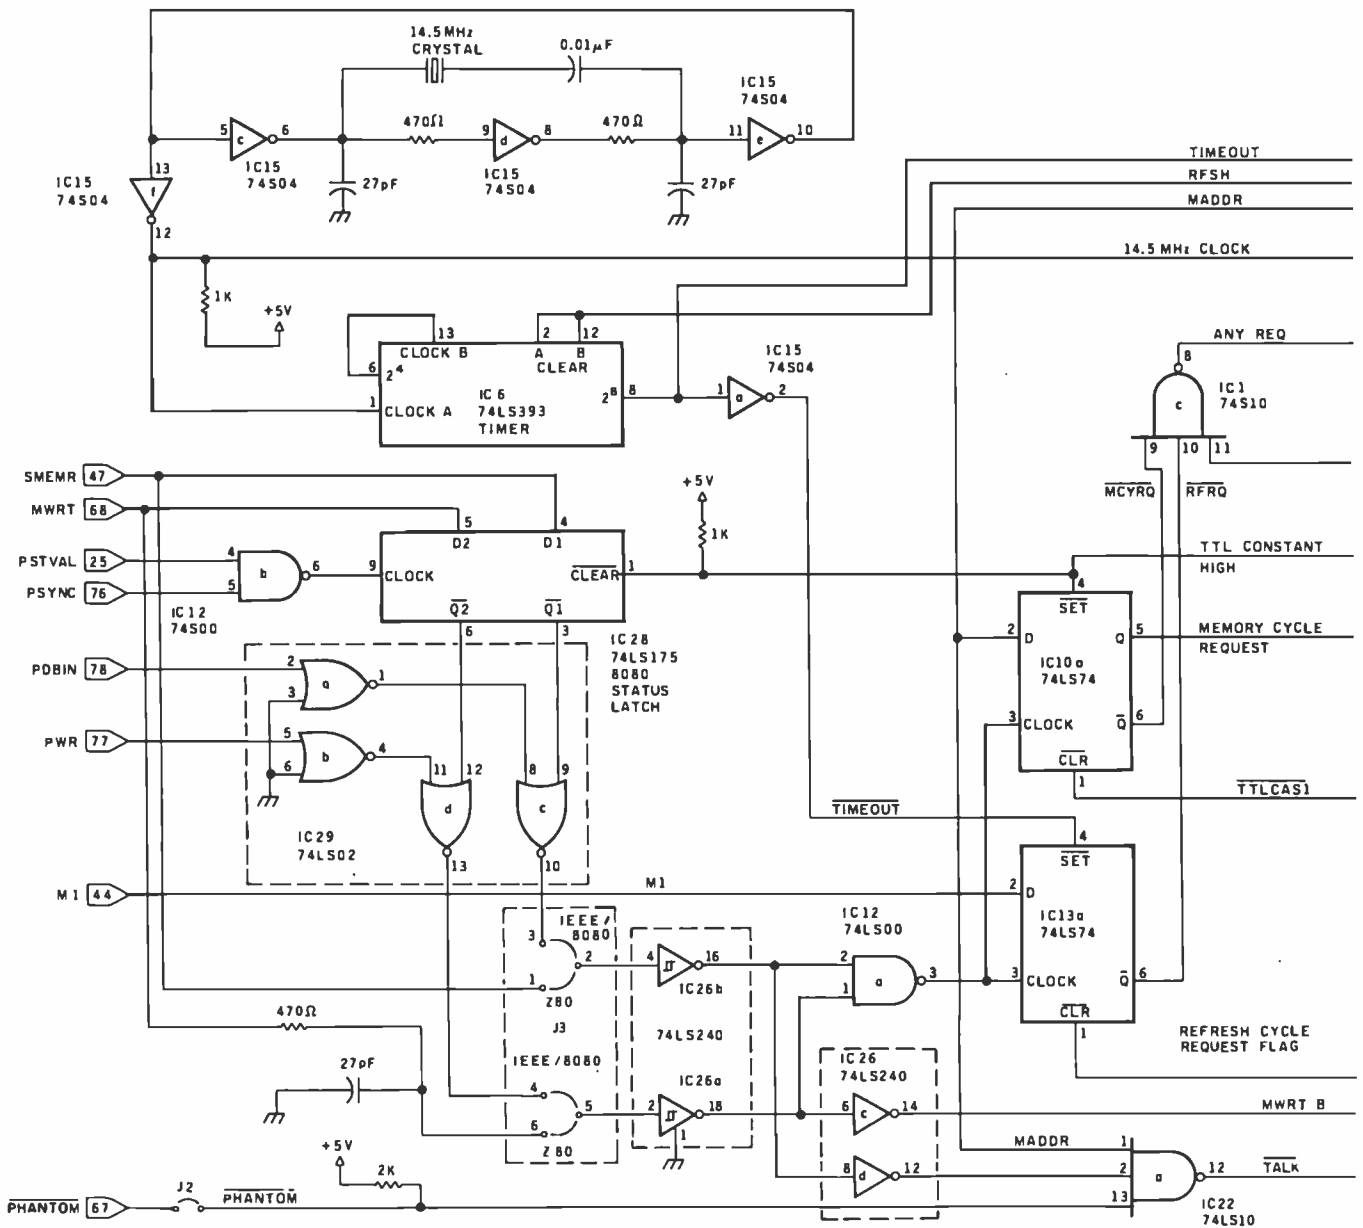 14.5MHz
CRYSTAL
0.01µF
IC15
74S04
5
c
6
470Ω
9
d
8
470Ω
11
e
10
IC15
74S04
13
f
IC15
74S04
27pF
IC15
74S04
27pF
12
TIMEOUT
RFSH
MADDR
14.5 MHz CLOCK
1K
+5V
13
2
12
CLOCK B
A
B
CLEAR
6
2⁴
IC6
74LS393
TIMER
1
CLOCK A
2⁸
8
IC15
74S04
1
a
2
ANY REQ
8
IC1
74S10
c
9
10
11
MCYRQ
RFRQ
SMEMR 47
MWRT 68
PSTVAL 25
PSYNC 76
4
5
b
6
IC12
74S00
5
4
D2
D1
9
CLOCK
CLEAR
1
Q2
Q1
6
3
+5V
1K
IC28
74LS175
8080
STATUS
LATCH
TTL CONSTANT
HIGH
4
SET
2
D
Q
5
MEMORY CYCLE
REQUEST
IC10a
74LS74
3
CLOCK
Q
6
CLR
1
TTLCAS1
PDBIN 78
2
3
a
1
PWR 77
5
6
b
4
11
12
8
9
d
c
IC29
74LS02
13
10
TIMEOUT
4
SET
M1 44
M1
2
D
IC13a
74LS74
3
CLOCK
Q
6
CLR
1
REFRESH CYCLE
REQUEST FLAG
IEEE/
8080
3
2
1
Z80
J3
4
16
IC26b
74LS240
IC12
74LS00
2
1
a
3
470Ω
27pF
IEEE/8080
4
5
6
Z80
IC26a
2
18
1
IC26
74LS240
6
c
14
MWRT B
8
d
12
MADDR
1
2
13
a
12
TALK
IC22
74LS10
+5V
2K
PHANTOM 67
J2
PHANTOM